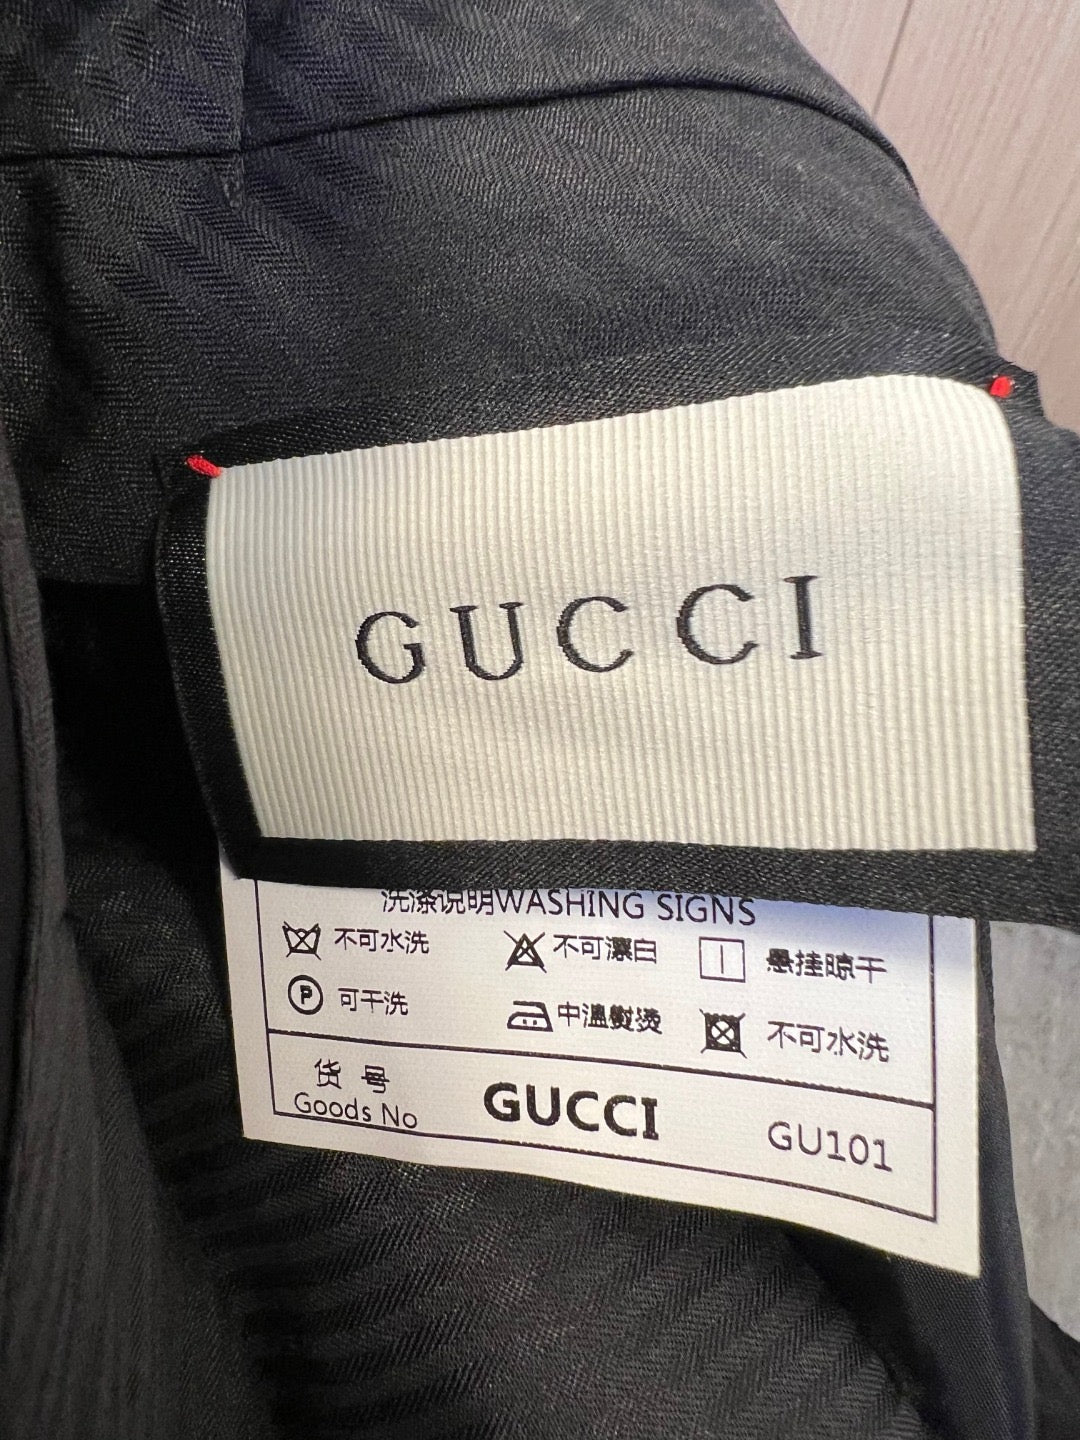 GUCCI
洗涤说明WASHING SIGNS
不可水洗 不可漂白 悬挂晾干
P 可干洗 中溫熨烫 不可水洗
货号 GUCCI GU101
Goods No